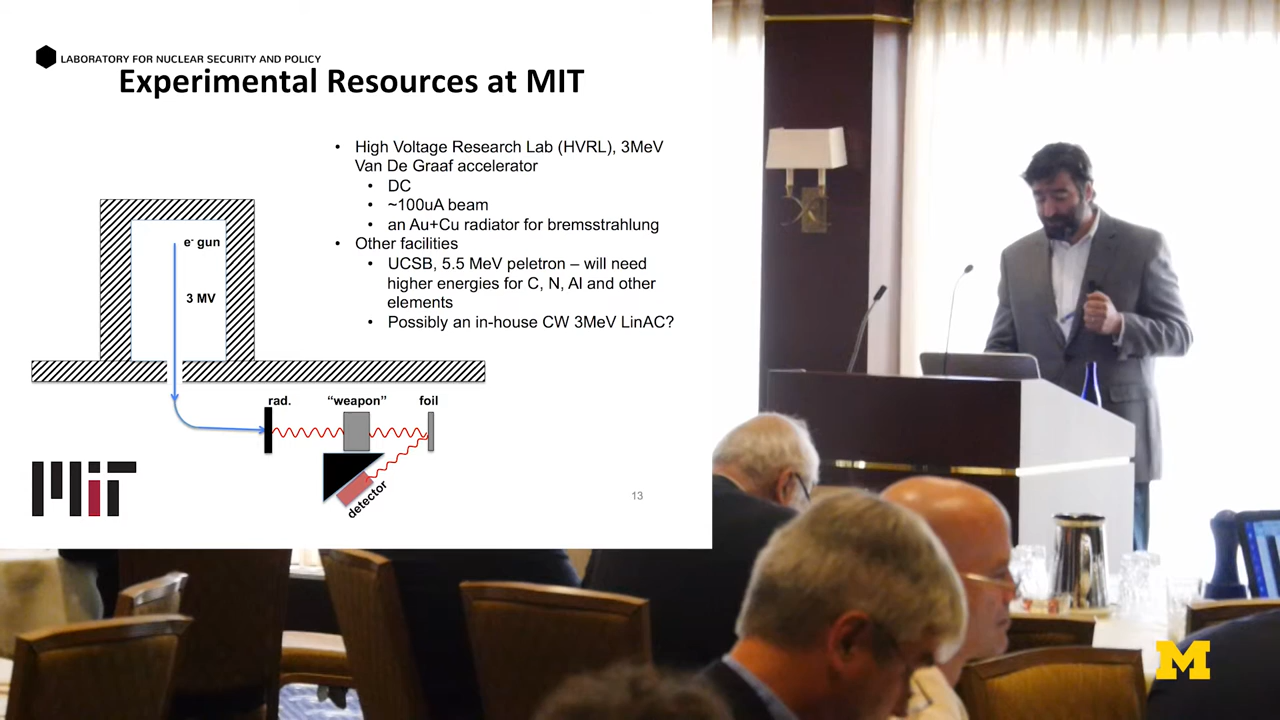 LABORATORY FOR NUCLEAR SECURITY AND POLICY
Experimental Resources at MIT
• High Voltage Research Lab (HVRL), 3MeV
Van De Graaf accelerator
• DC
• ~100uA beam
• an Au+Cu radiator for bremsstrahlung
• Other facilities
• UCSB, 5.5 MeV peletron – will need
higher energies for C, N, Al and other
elements
• Possibly an in-house CW 3MeV LinAC?
e- gun
3 MV
rad.
“weapon”
foil
detector
MIT
13
M